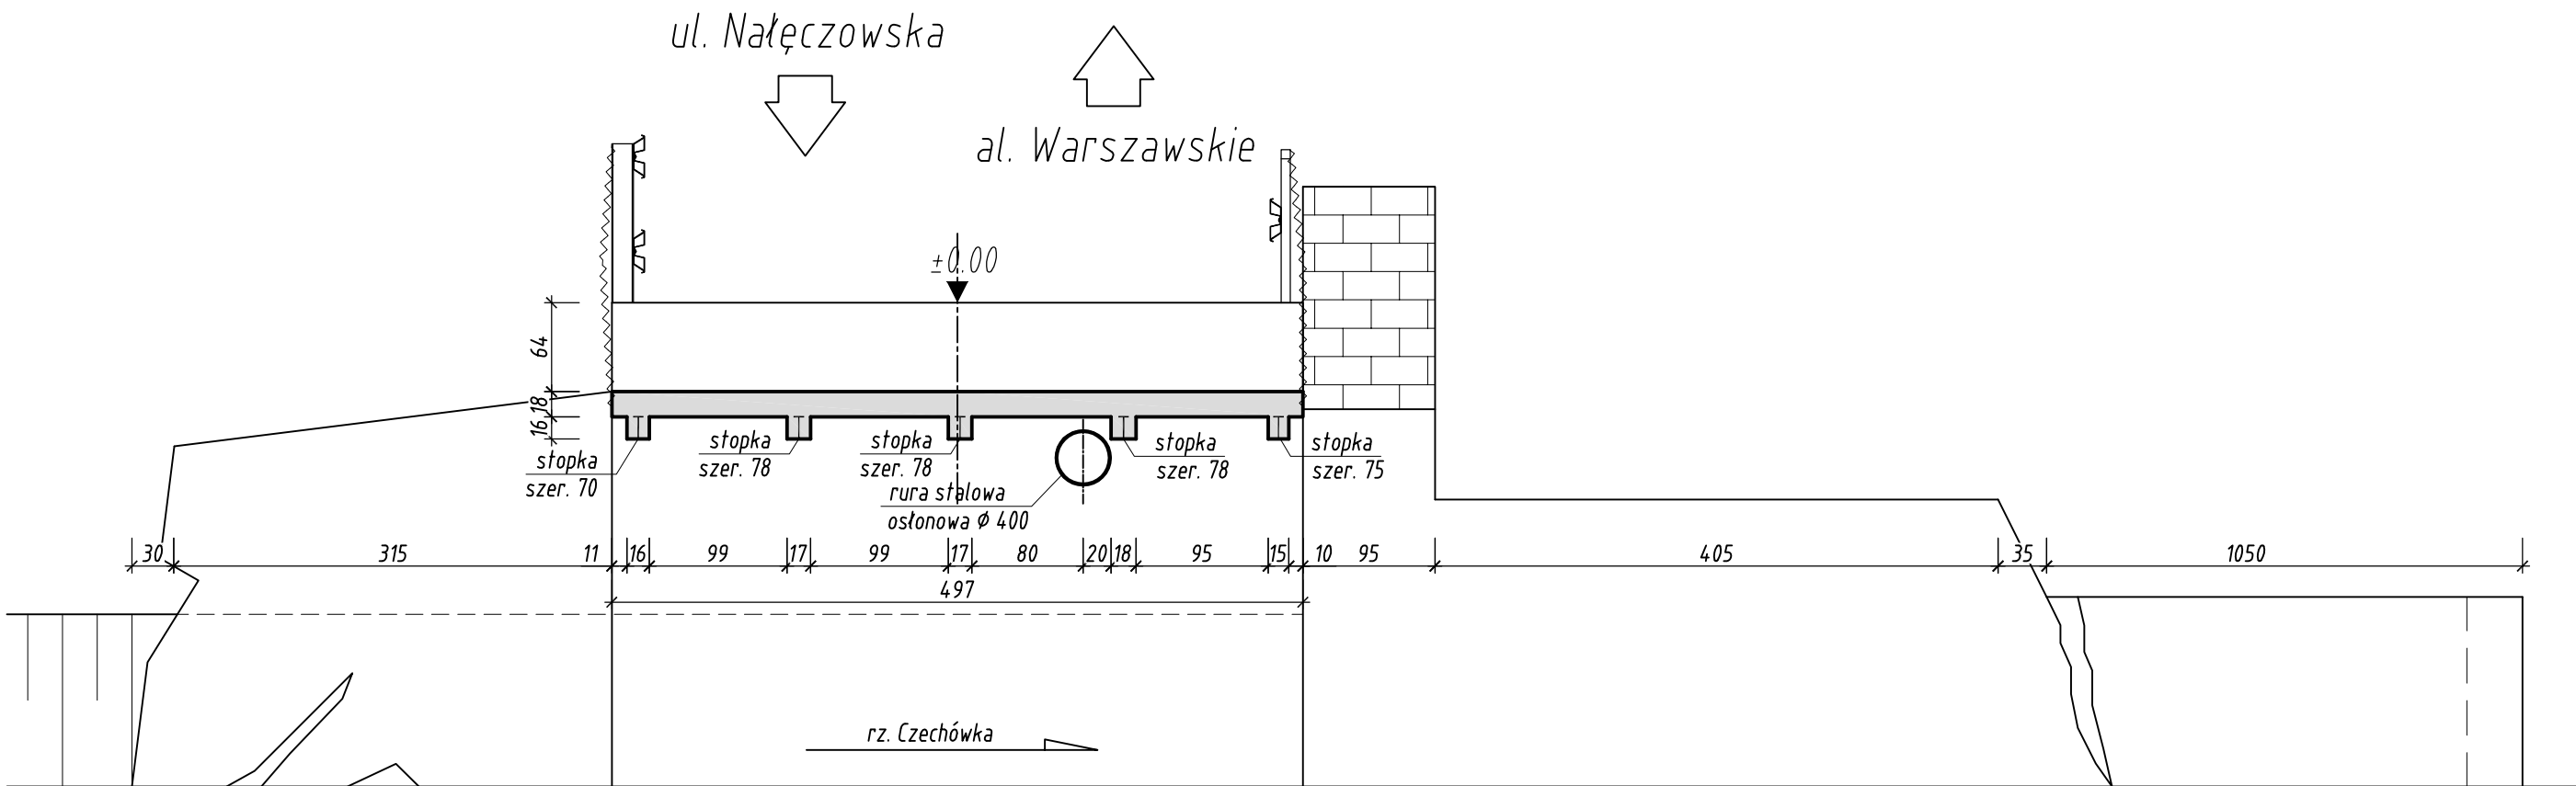 ul. Nałęczowska
al. Warszawskie
±0.00
64
18
16
stopka
szer. 70
stopka
szer. 78
stopka
szer. 78
stopka
szer. 78
stopka
szer. 75
rura stalowa
osłonowa ϕ 400
30 315 11 16 99 17 99 17 80 20 18 95 15 10 95 405 35 1050
497
rz. Czechówka